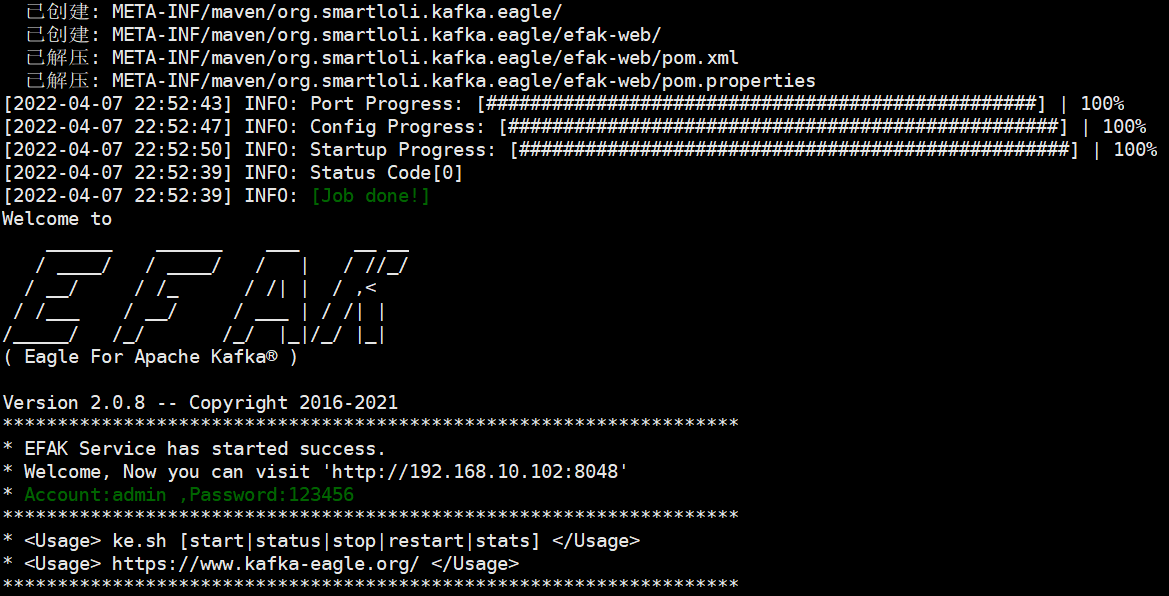 已创建: META-INF/maven/org.smartloli.kafka.eagle/
已创建: META-INF/maven/org.smartloli.kafka.eagle/efak-web/
已解压: META-INF/maven/org.smartloli.kafka.eagle/efak-web/pom.xml
已解压: META-INF/maven/org.smartloli.kafka.eagle/efak-web/pom.properties
[2022-04-07 22:52:43] INFO: Port Progress: [##################################################] | 100%
[2022-04-07 22:52:47] INFO: Config Progress: [##################################################] | 100%
[2022-04-07 22:52:50] INFO: Startup Progress: [##################################################] | 100%
[2022-04-07 22:52:39] INFO: Status Code[0]
[2022-04-07 22:52:39] INFO: [Job done!]
Welcome to
    ______    ______    ___     __ __
   / ____/   / ____/   /   |   / //_/
  / __/     / /_      / /| |  / ,<
 / /___    / __/     / ___ | / /| |
/_____/   /_/       /_/  |_|/_/ |_|
( Eagle For Apache Kafka® )
Version 2.0.8 -- Copyright 2016-2021
*******************************************************************
* EFAK Service has started success.
* Welcome, Now you can visit 'http://192.168.10.102:8048'
* Account:admin ,Password:123456
*******************************************************************
* <Usage> ke.sh [start|status|stop|restart|stats] </Usage>
* <Usage> https://www.kafka-eagle.org/ </Usage>
*******************************************************************